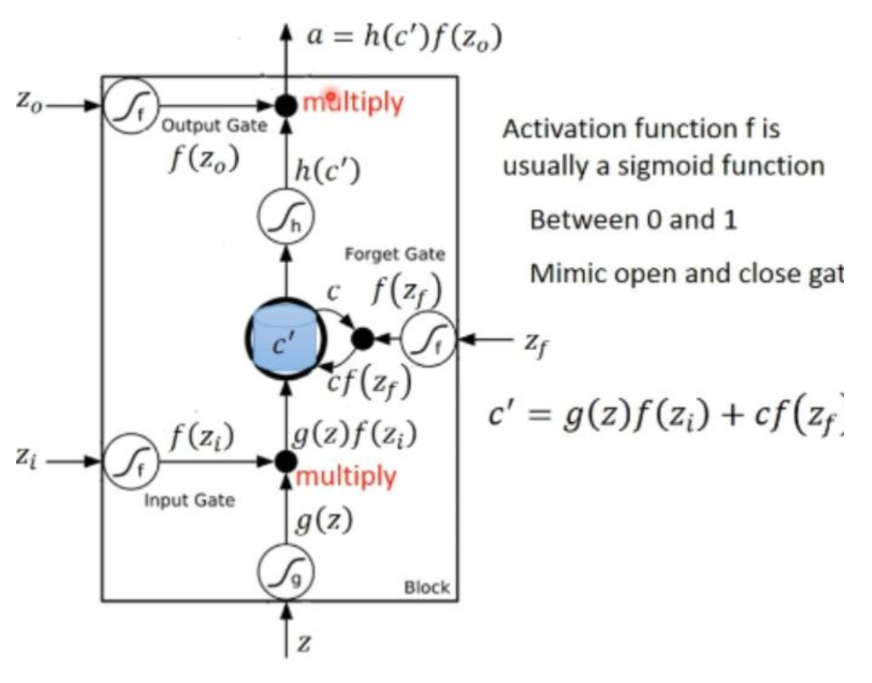 a = h(c′)f(z_o)
z_o
f
multiply
Output Gate
f(z_o)
h(c′)
h
Activation function f is
usually a sigmoid function
Between 0 and 1
Mimic open and close gat
Forget Gate
c
f(z_f)
c′
f
z_f
cf(z_f)
c′ = g(z)f(z_i) + cf(z_f
z_i
f
f(z_i)
g(z)f(z_i)
multiply
Input Gate
g(z)
g
Block
z